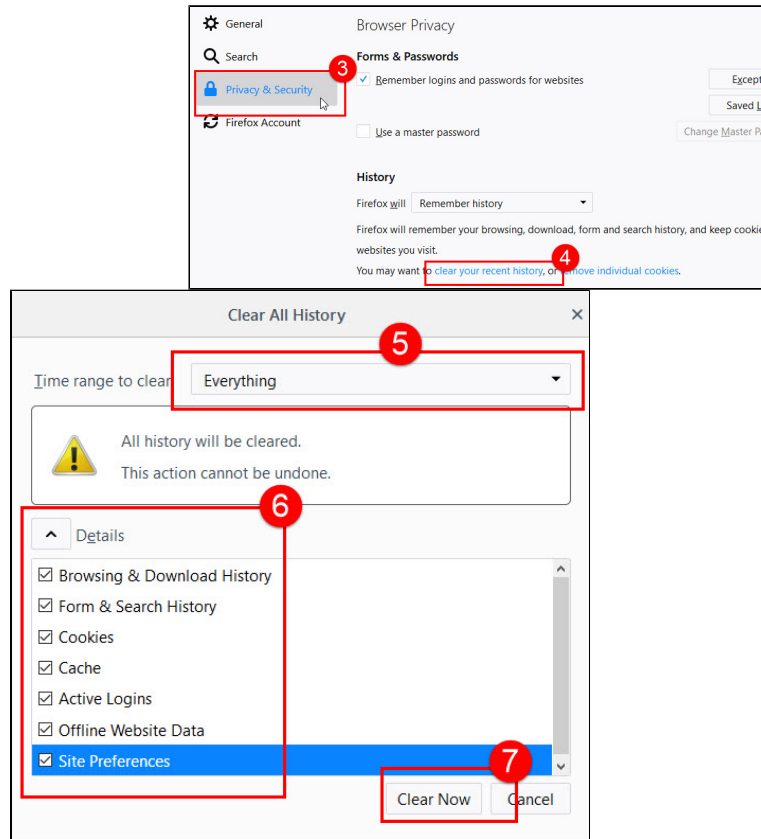 General
Search
Privacy & Security
Firefox Account
3
Browser Privacy
Forms & Passwords
Remember logins and passwords for websites
Saved
Use a master password
Change Master
History
Firefox will Remember history
Firefox will remember your browsing, download, form and search history, and keep
websites you visit.
4
You may want to clear your recent history, or remove individual cookies.
Clear All History
5
Time range to clear Everything
All history will be cleared.
This action cannot be undone.
6
Details
Browsing & Download History
Form & Search History
Cookies
Cache
Active Logins
Offline Website Data
Site Preferences
7
Clear Now Cancel